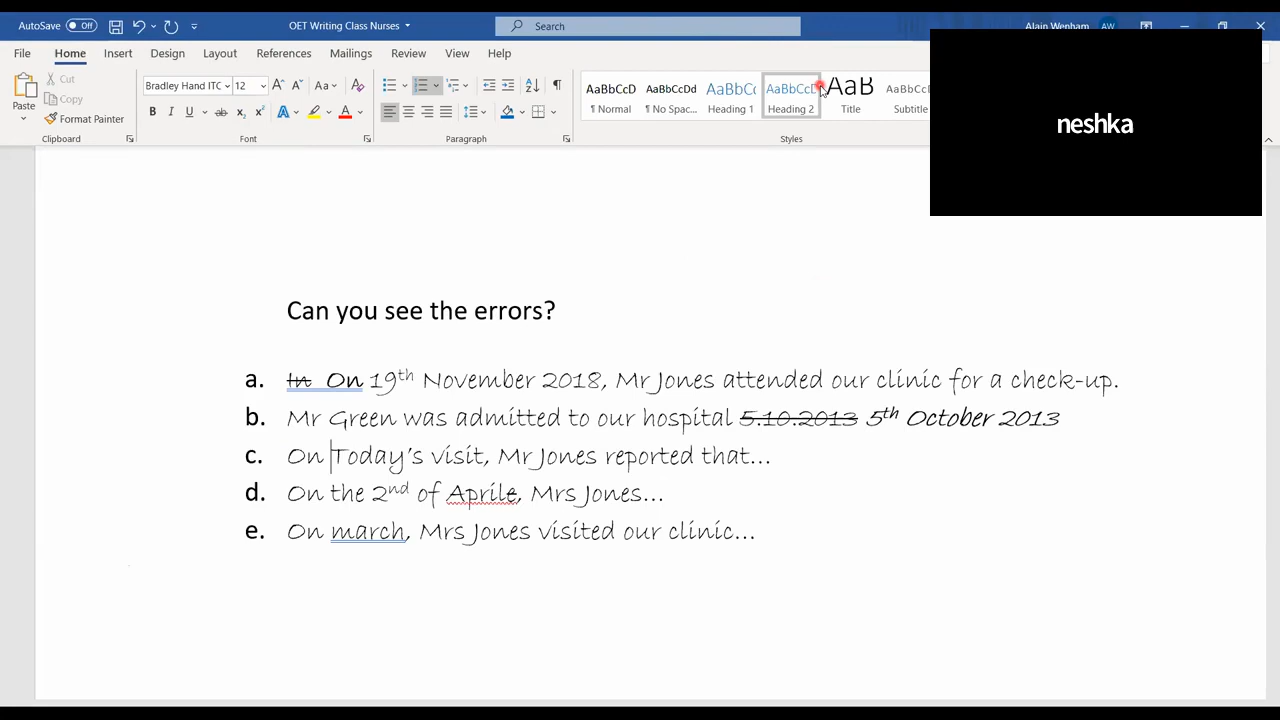 AutoSave Off OET Writing Class Nurses Search Alain Wenham AW
File Home Insert Design Layout References Mailings Review View Help
Paste Cut Copy Format Painter Clipboard
Bradley Hand ITC 12 Font
Paragraph
AaBbCcD AaBbCcDd AaBbCc AaBbCcD AaB AaBbCcD
¶ Normal ¶ No Spac... Heading 1 Heading 2 Title Subtitle
Styles
neshka
Can you see the errors?
a. In On 19th November 2018, Mr Jones attended our clinic for a check-up.
b. Mr Green was admitted to our hospital 5.10.2013 5th October 2013
c. On Today's visit, Mr Jones reported that...
d. On the 2nd of Aprile, Mrs Jones...
e. On march, Mrs Jones visited our clinic...